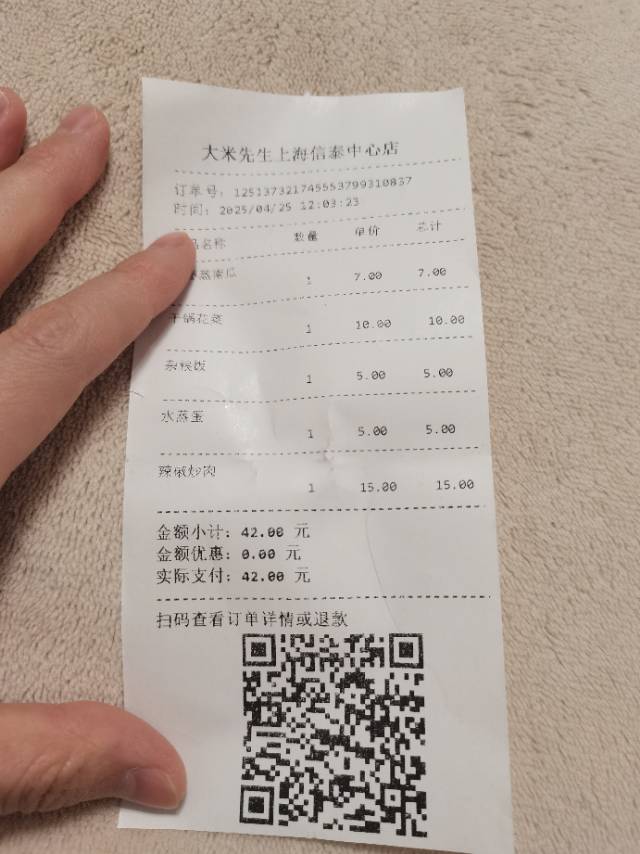 大米先生上海信泰中心店
订单号: 125137321745553799310837
时间: 2025/04/25 12:03:23
名称 数量 单价 总计
蒸南瓜 1 7.00 7.00
干锅花菜 1 10.00 10.00
杂粮饭 1 5.00 5.00
水蒸蛋 1 5.00 5.00
辣椒炒肉 1 15.00 15.00
金额小计: 42.00 元
金额优惠: 0.00 元
实际支付: 42.00 元
扫码查看订单详情或退款